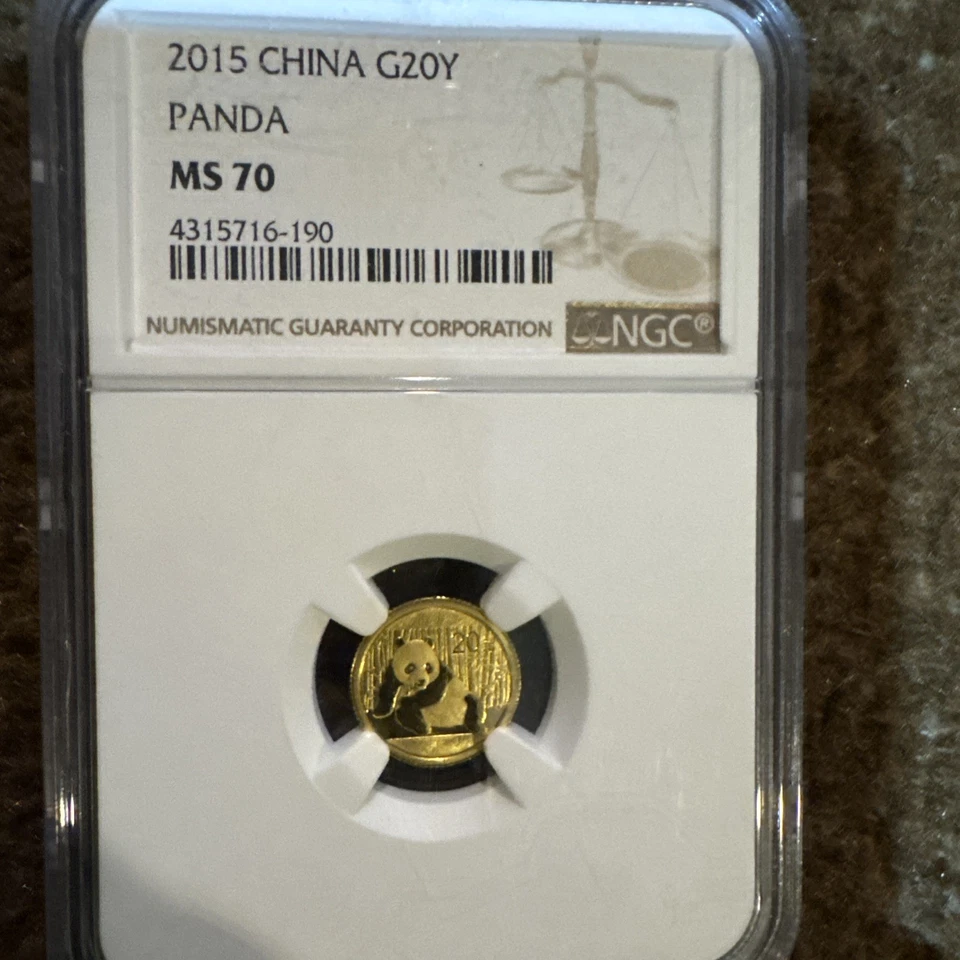 2015 CHINA G20Y
PANDA
MS 70
4315716-190
NUMISMATIC GUARANTY CORPORATION NGC®
20